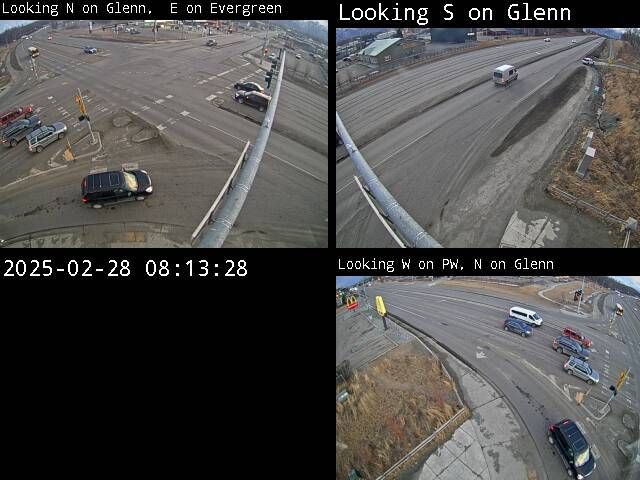 Looking N on Glenn, E on Evergreen
Looking S on Glenn
2025-02-28 08:13:28
Looking W on PW, N on Glenn